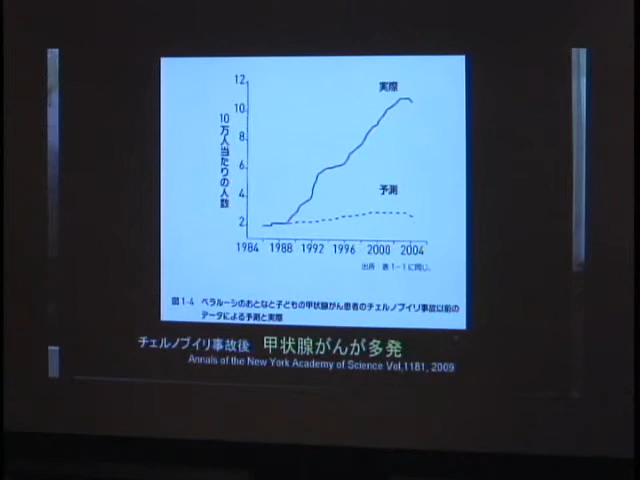 12
10
8
6
4
2
10万人当たりの人数
実際
予測
1984 1988 1992 1996 2000 2004
出所 表1-1に同じ。
図1-4 ベラルーシのおとなと子どもの甲状腺がん患者のチェルノブイリ事故以前の
データによる予測と実際
チェルノブイリ事故後 甲状腺がんが多発
Annals of the New York Academy of Science Vol,1181, 2009